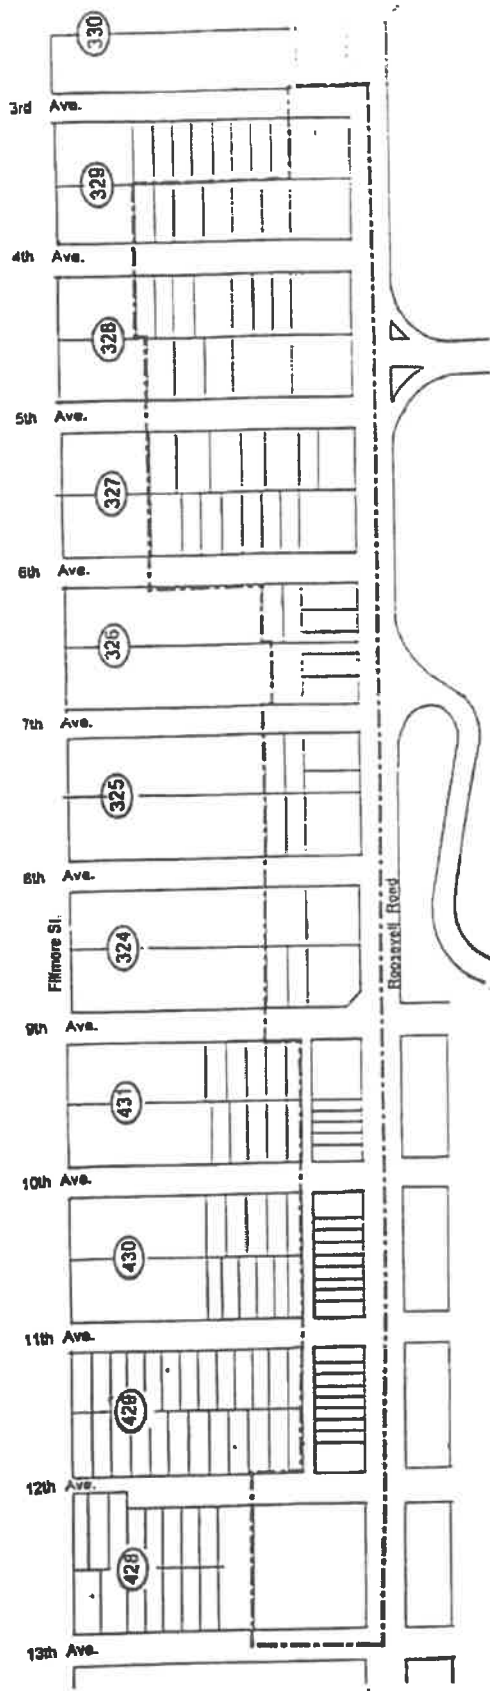 330
3rd Ave.
329
4th Ave.
328
5th Ave.
327
6th Ave.
326
7th Ave.
325
8th Ave.
Fillmore St.
324
Roosevelt Road
9th Ave.
431
10th Ave.
430
11th Ave.
429
12th Ave.
428
13th Ave.